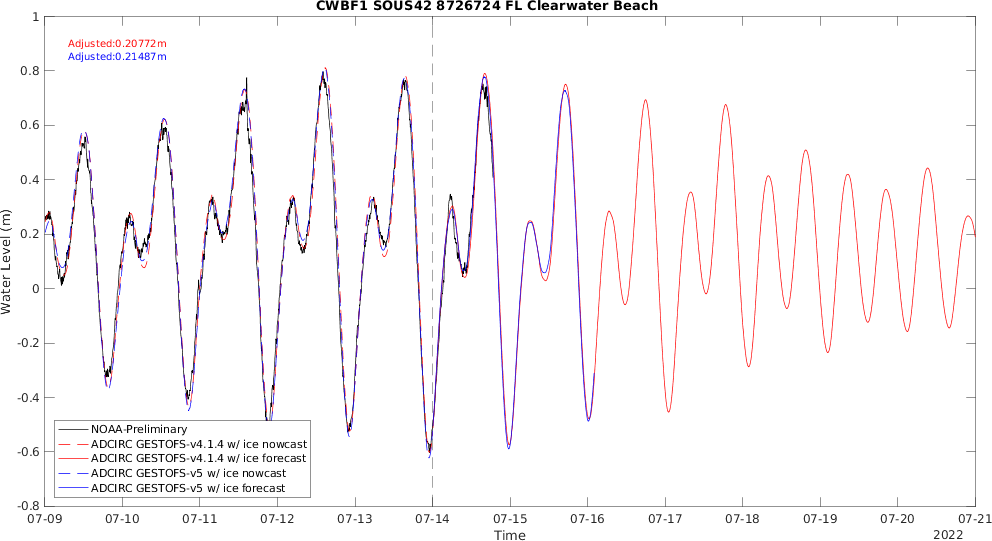 CWBF1 SOUS42 8726724 FL Clearwater Beach
Adjusted:0.20772m
Adjusted:0.21487m
1
0.8
0.6
0.4
0.2
0
-0.2
-0.4
-0.6
-0.8
Water Level (m)
NOAA-Preliminary
ADCIRC GESTOFS-v4.1.4 w/ ice nowcast
ADCIRC GESTOFS-v4.1.4 w/ ice forecast
ADCIRC GESTOFS-v5 w/ ice nowcast
ADCIRC GESTOFS-v5 w/ ice forecast
07-09 07-10 07-11 07-12 07-13 07-14 07-15 07-16 07-17 07-18 07-19 07-20 07-21
Time
2022